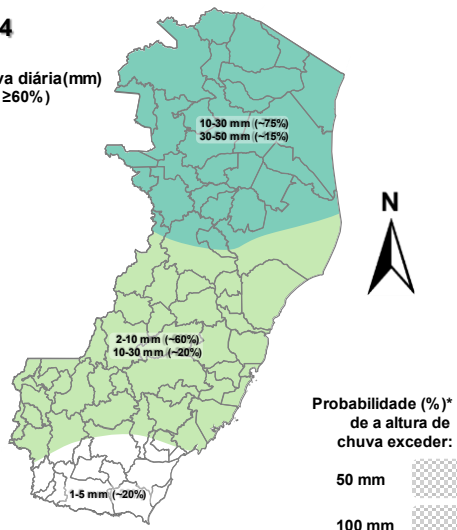 4
va diária(mm)
≥60%)
10-30 mm (~75%)
30-50 mm (~15%)
N
2-10 mm (~60%)
10-30 mm (~20%)
Probabilidade (%)*
de a altura de
chuva exceder:
50 mm
1-5 mm (~20%)
100 mm